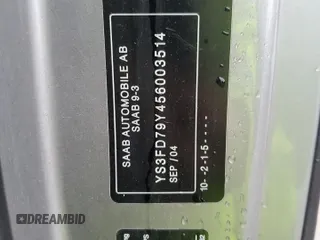 SAAB AUTOMOBILE AB
SAAB 9-3
YS3FD79Y456003514
SEP / 04
10--2-1-5----
DREAMBID